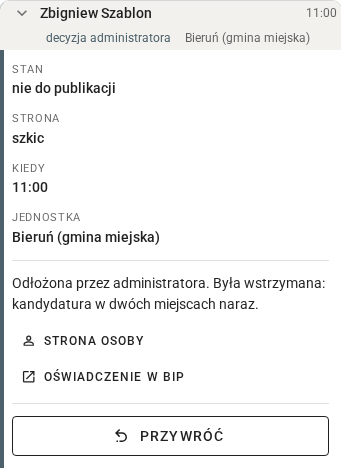 Zbigniew Szablon 11:00
decyzja administratora Bieruń (gmina miejska)
STAN
nie do publikacji
STRONA
szkic
KIEDY
11:00
JEDNOSTKA
Bieruń (gmina miejska)
Odłożona przez administratora. Była wstrzymana:
kandydatura w dwóch miejscach naraz.
STRONA OSOBY
OŚWIADCZENIE W BIP
PRZYWRÓĆ